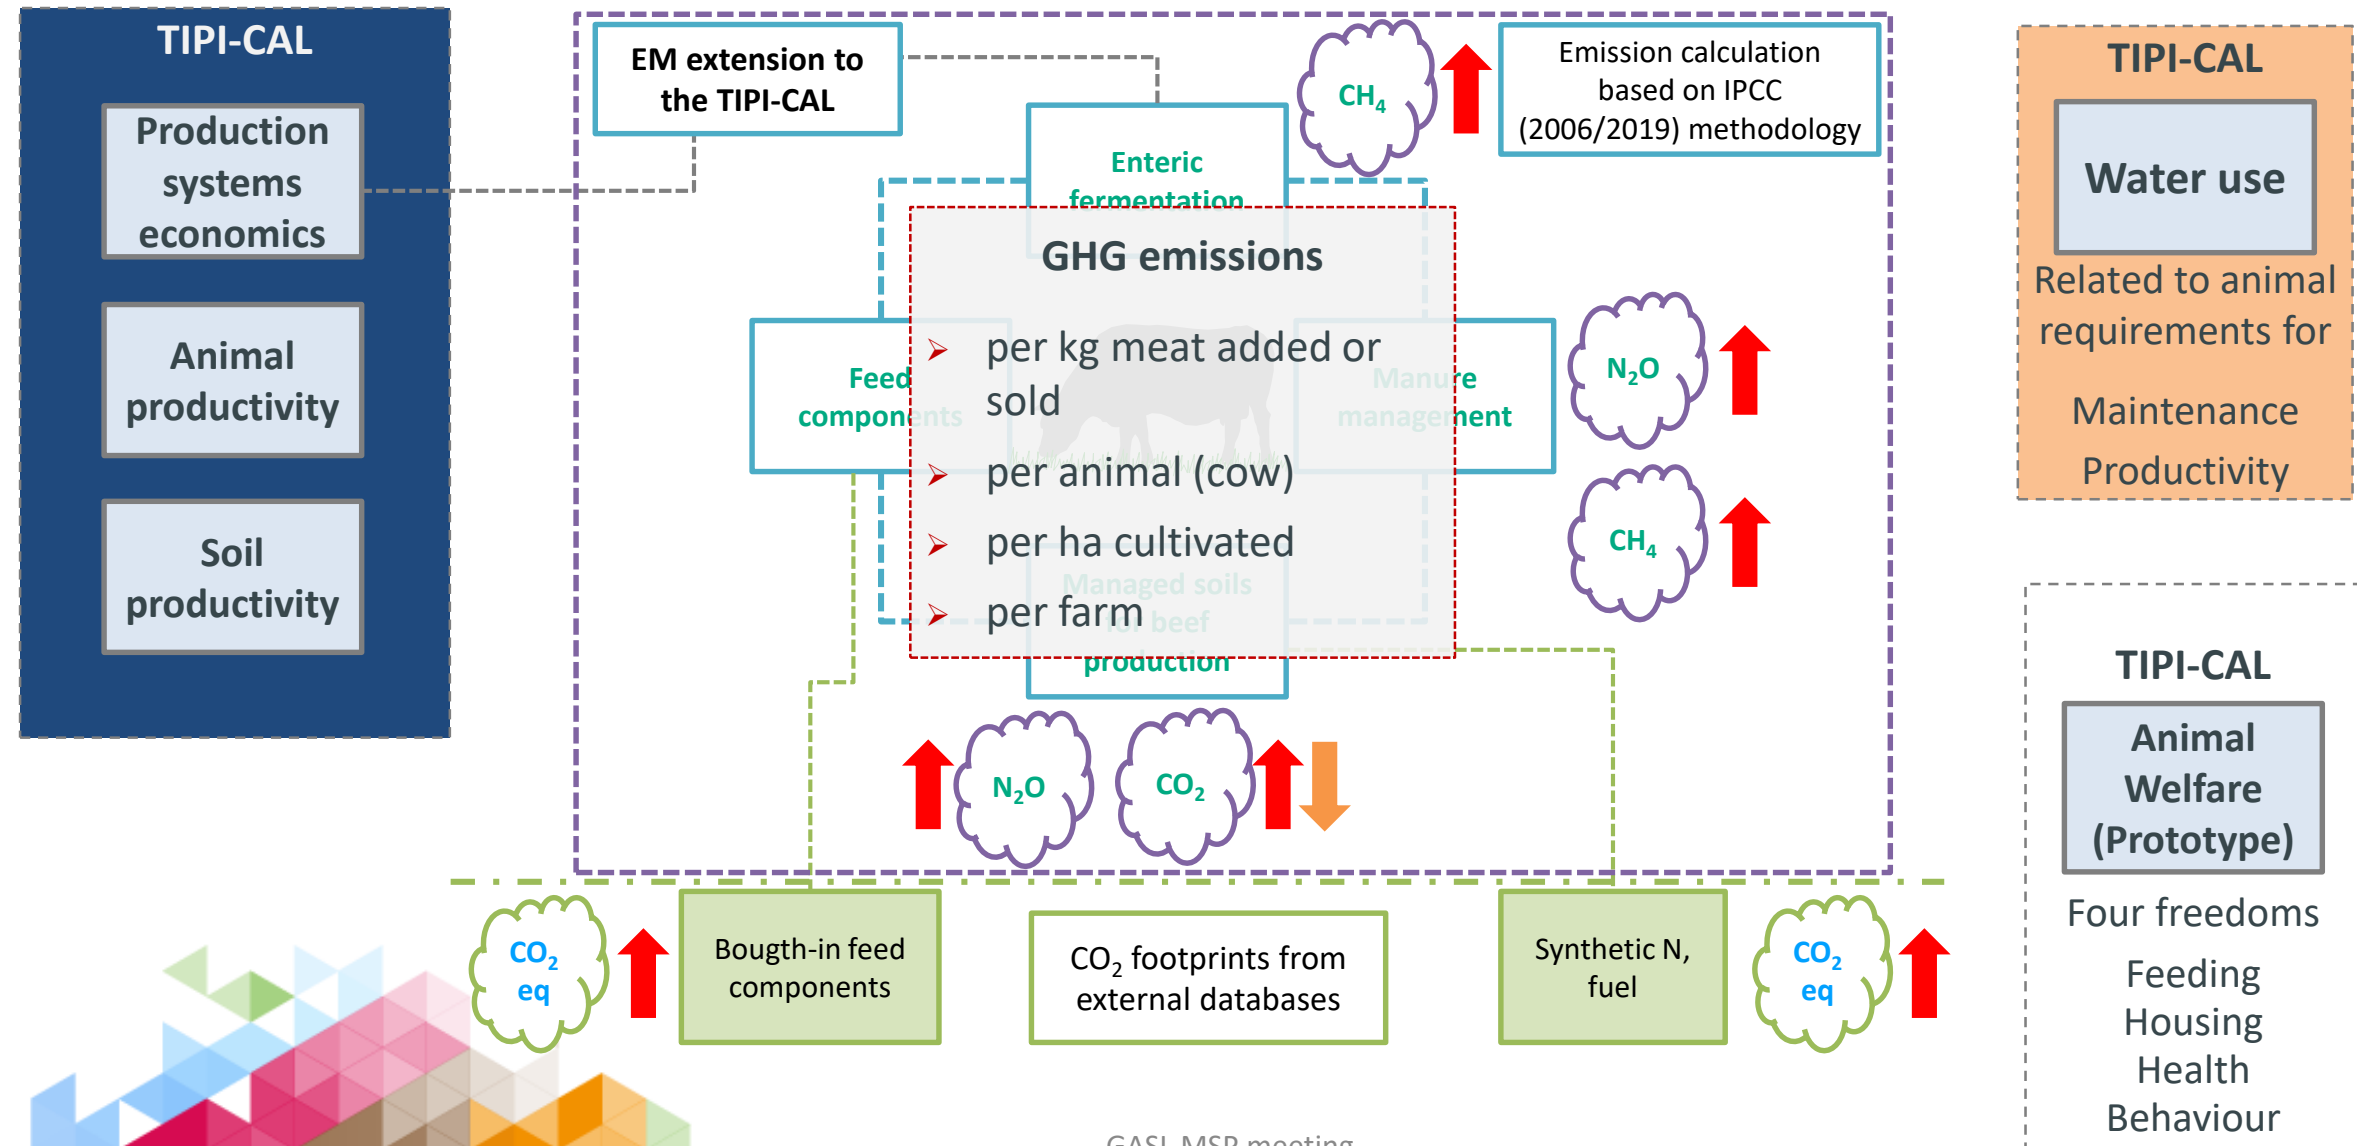 TIPI-CAL
Production
systems
economics
Animal
productivity
Soil
productivity
EM extension to
the TIPI-CAL
CH₄
Emission calculation
based on IPCC
(2006/2019) methodology
Enteric
fermentation
GHG emissions
➢ per kg meat added or
sold
➢ per animal (cow)
➢ per ha cultivated
➢ per farm
Feed
components
Manure
management
Managed soils
for beef
production
N₂O
CH₄
N₂O
CO₂
CO₂
eq
Bougth-in feed
components
CO₂ footprints from
external databases
Synthetic N,
fuel
CO₂
eq
TIPI-CAL
Water use
Related to animal
requirements for
Maintenance
Productivity
TIPI-CAL
Animal
Welfare
(Prototype)
Four freedoms
Feeding
Housing
Health
Behaviour
GASL MSP meeting